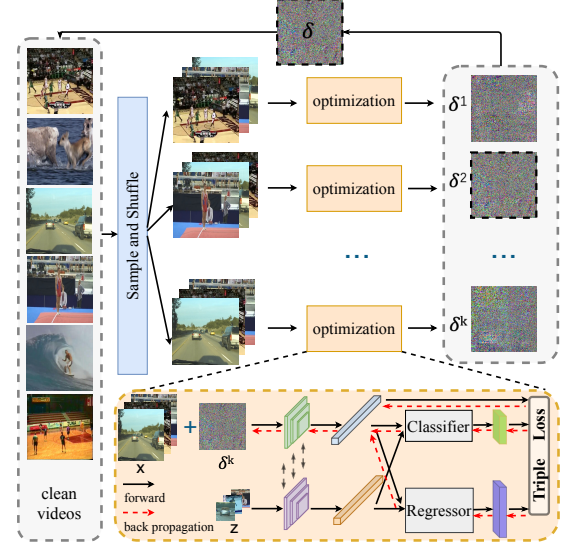 δ
optimization
δ1
Sample and Shuffle
optimization
δ2
...
...
optimization
δk
x
+
δk
Classifier
Triple Loss
forward
back propagation
z
Regressor
clean
videos